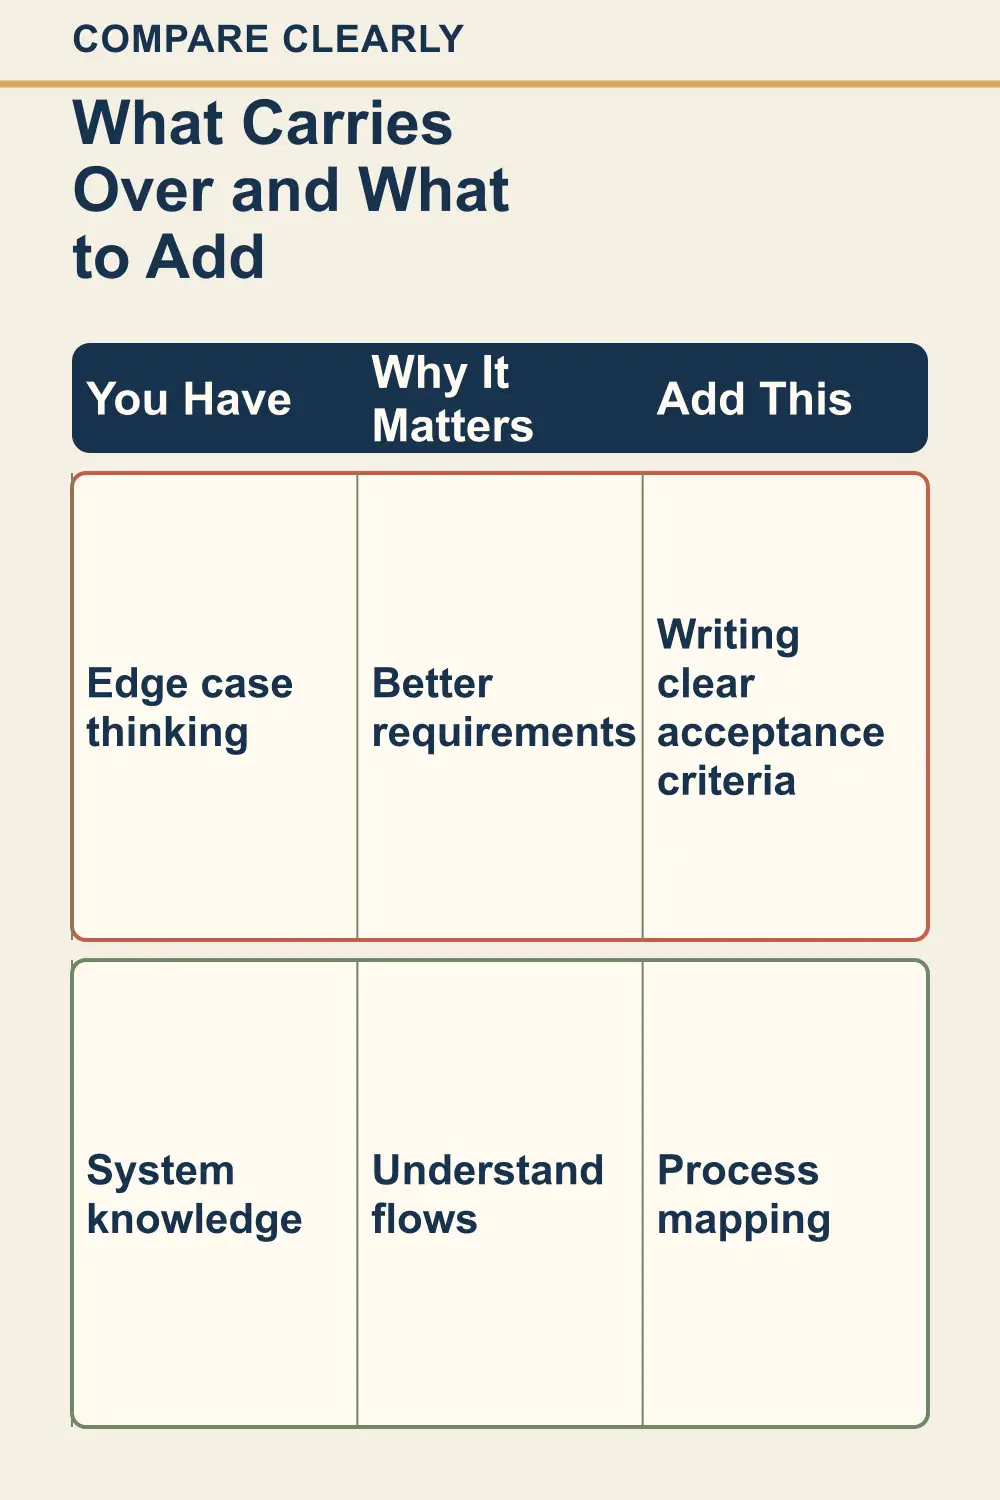 COMPARE CLEARLY
What Carries
Over and What
to Add
You Have
Why It
Matters
Add This
Edge case
thinking
Better
requirements
Writing
clear
acceptance
criteria
System
knowledge
Understand
flows
Process
mapping